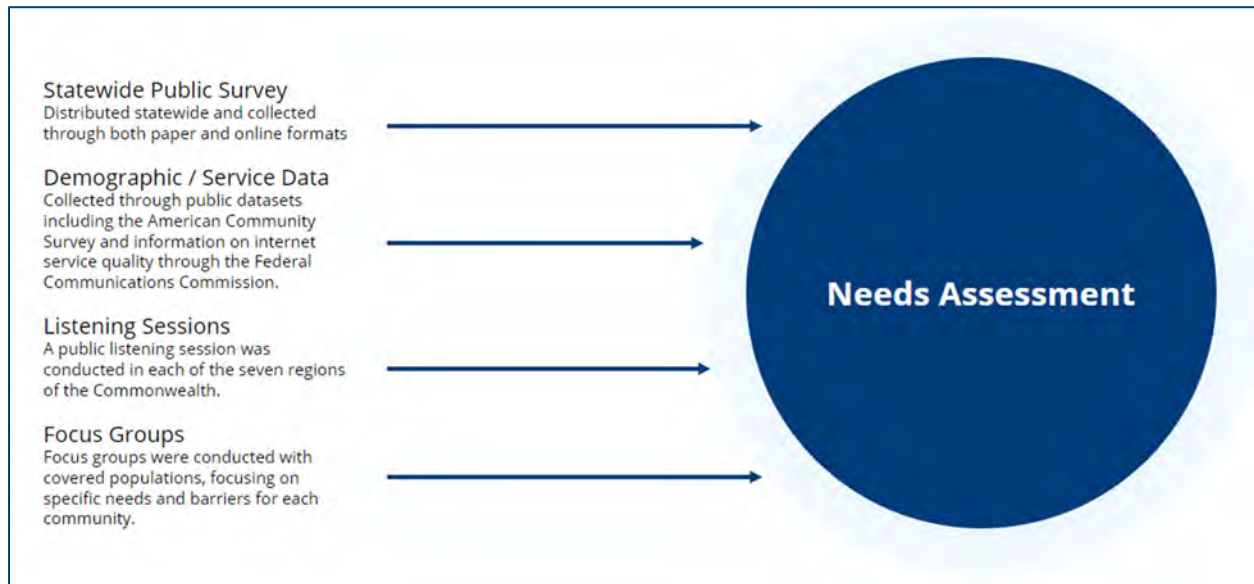 Statewide Public Survey
Distributed statewide and collected
through both paper and online formats
Demographic / Service Data
Collected through public datasets
including the American Community
Survey and information on internet
service quality through the Federal
Communications Commission.
Listening Sessions
A public listening session was
conducted in each of the seven regions
of the Commonwealth.
Focus Groups
Focus groups were conducted with
covered populations, focusing on
specific needs and barriers for each
community.
Needs Assessment